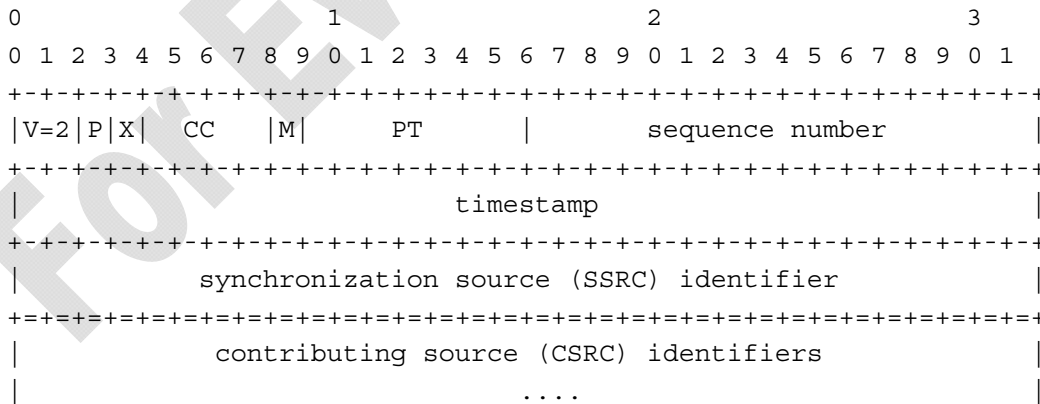 0                   1                   2                   3
0 1 2 3 4 5 6 7 8 9 0 1 2 3 4 5 6 7 8 9 0 1 2 3 4 5 6 7 8 9 0 1
+-+-+-+-+-+-+-+-+-+-+-+-+-+-+-+-+-+-+-+-+-+-+-+-+-+-+-+-+-+-+-+-+
|V=2|P|X|  CC   |M|     PT      |       sequence number         |
+-+-+-+-+-+-+-+-+-+-+-+-+-+-+-+-+-+-+-+-+-+-+-+-+-+-+-+-+-+-+-+-+
|                           timestamp                           |
+-+-+-+-+-+-+-+-+-+-+-+-+-+-+-+-+-+-+-+-+-+-+-+-+-+-+-+-+-+-+-+-+
|           synchronization source (SSRC) identifier            |
+=+=+=+=+=+=+=+=+=+=+=+=+=+=+=+=+=+=+=+=+=+=+=+=+=+=+=+=+=+=+=+=+
|            contributing source (CSRC) identifiers             |
|                               ....                            |
For